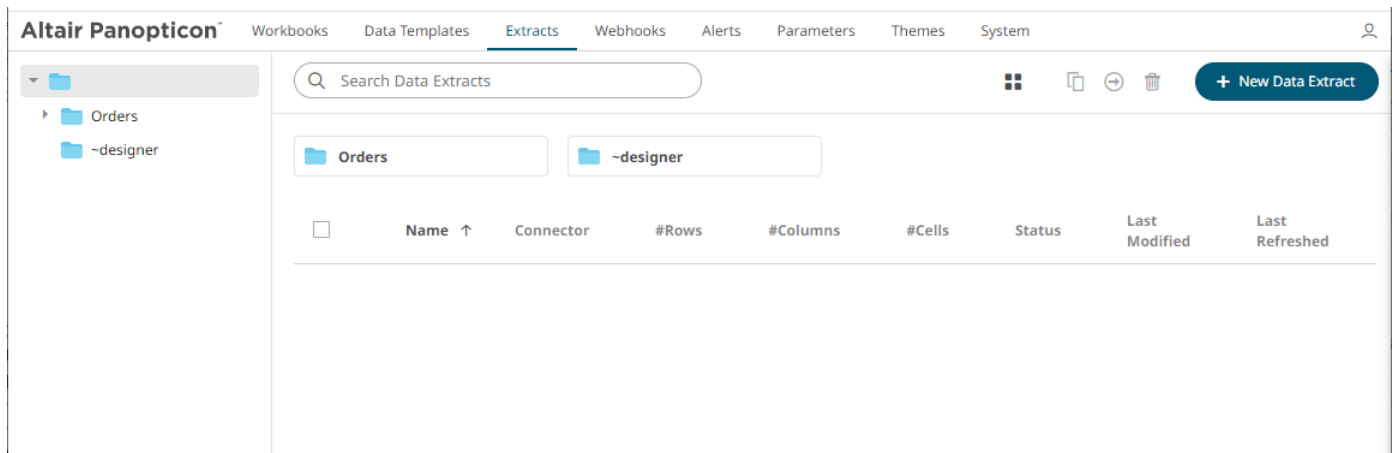 Altair Panopticon™ Workbooks Data Templates Extracts Webhooks Alerts Parameters Themes System
Search Data Extracts
+ New Data Extract
Orders
~designer
Orders ~designer
Name ↑ Connector #Rows #Columns #Cells Status Last Modified Last Refreshed